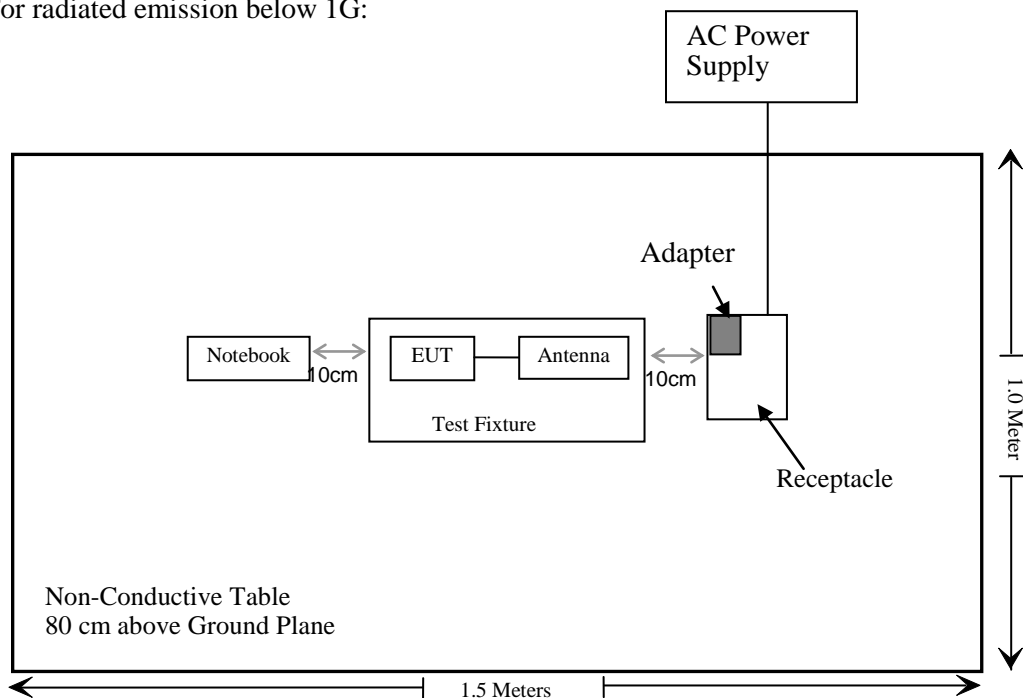 or radiated emission below 1G:
AC Power
Supply
Adapter
Notebook
10cm
EUT
Antenna
10cm
Test Fixture
Receptacle
1.0 Meter
Non-Conductive Table
80 cm above Ground Plane
1.5 Meters